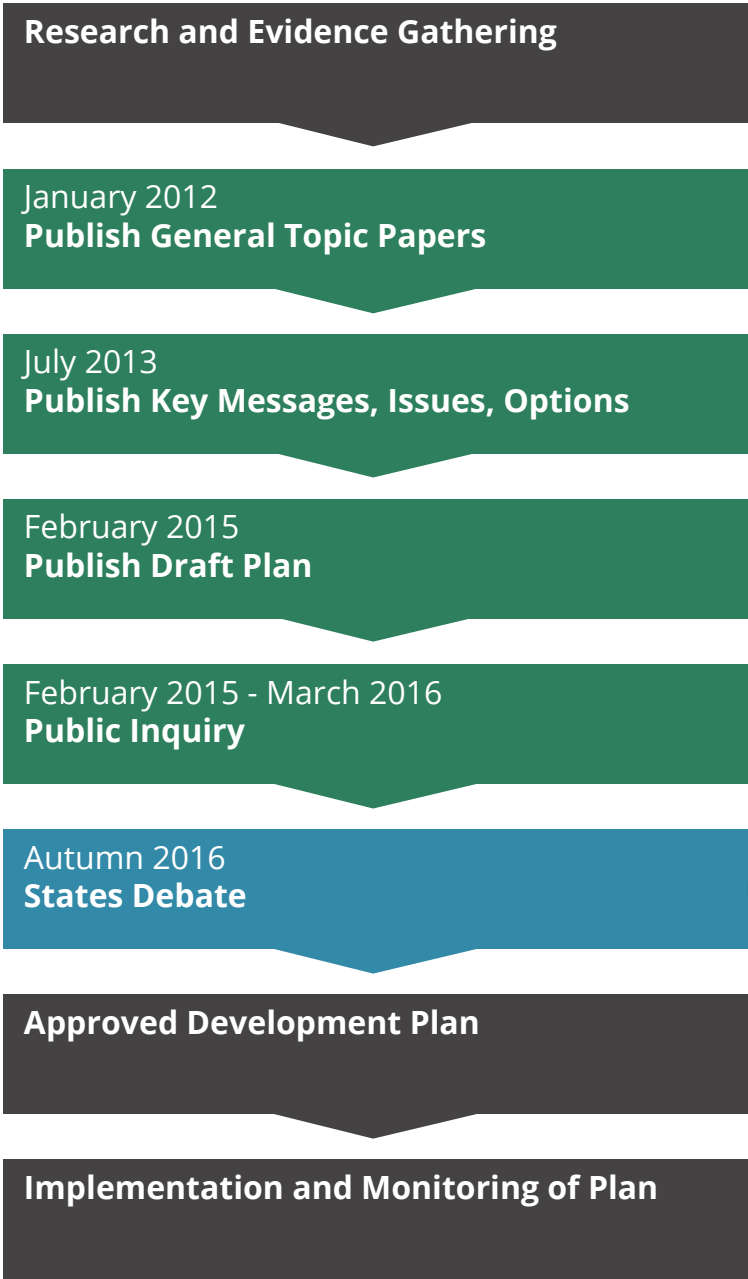 Research and Evidence Gathering
January 2012
Publish General Topic Papers
July 2013
Publish Key Messages, Issues, Options
February 2015
Publish Draft Plan
February 2015 - March 2016
Public Inquiry
Autumn 2016
States Debate
Approved Development Plan
Implementation and Monitoring of Plan